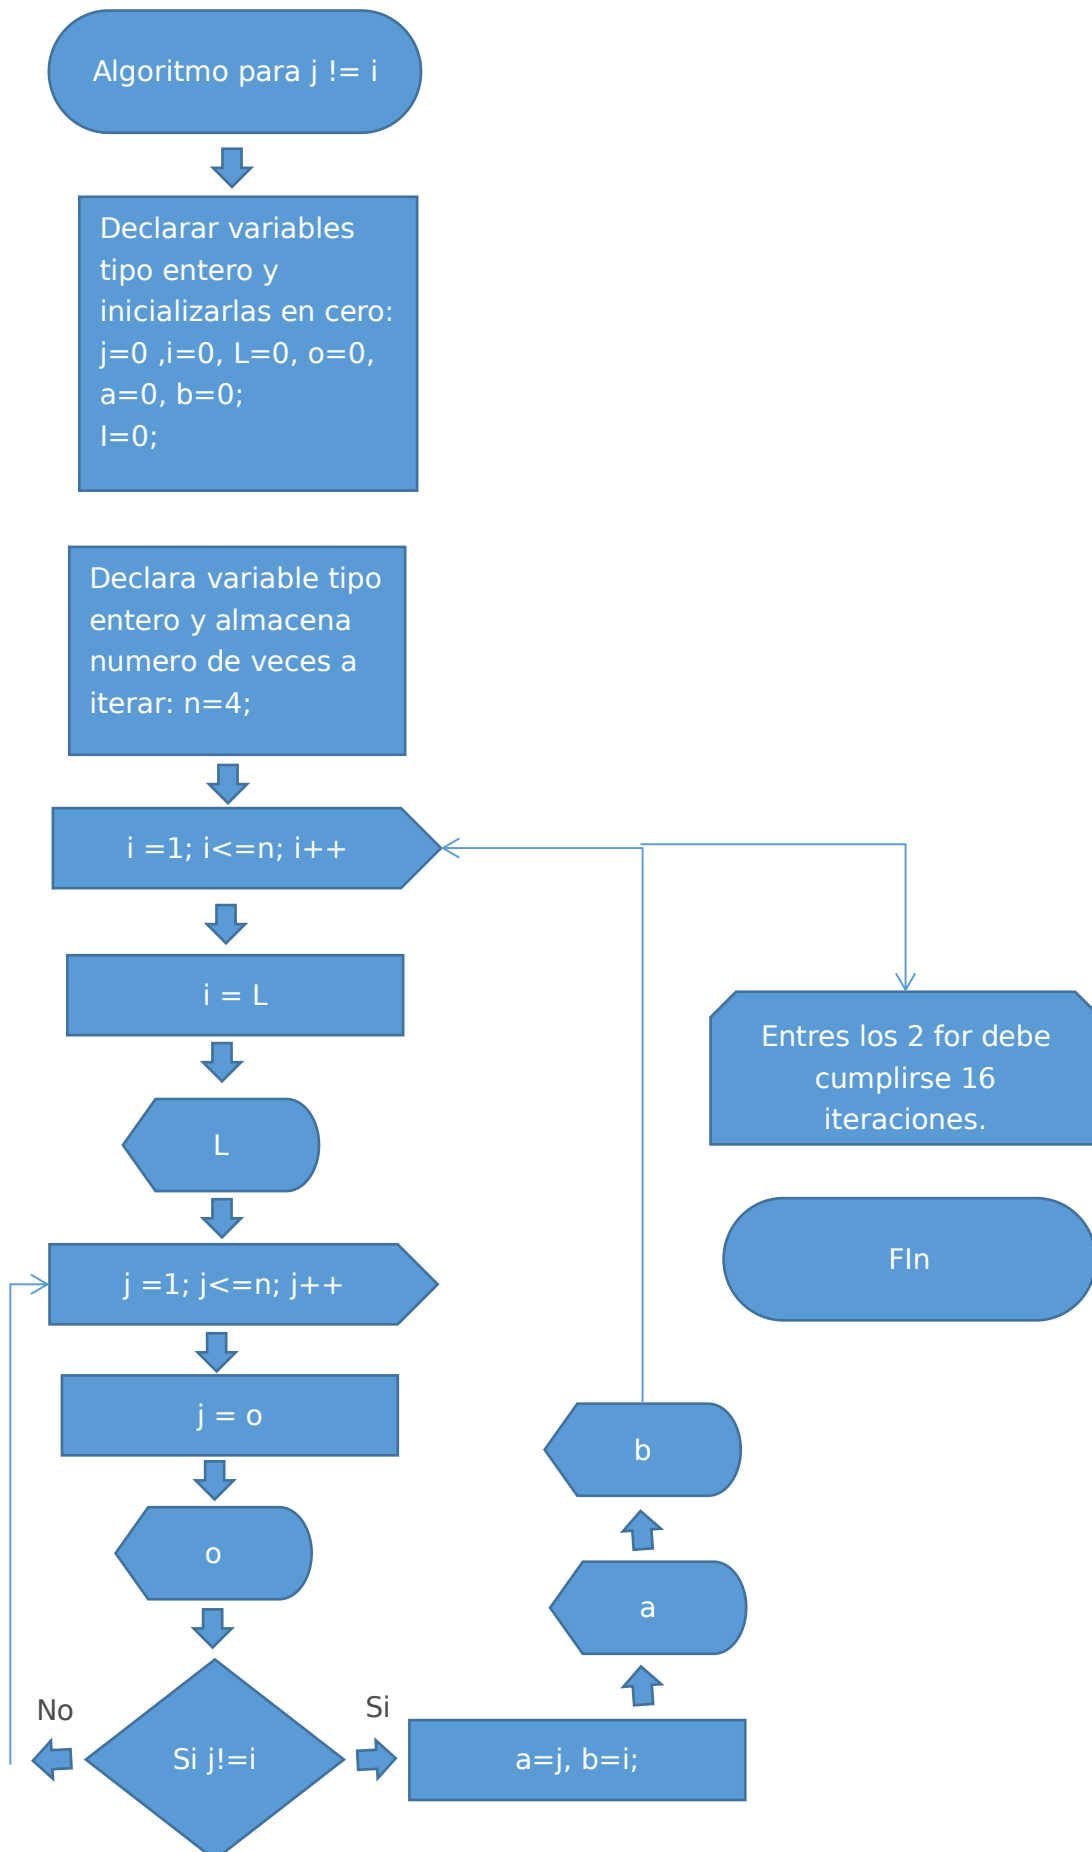 Algoritmo para j != i
Declarar variables
tipo entero y
inicializarlas en cero:
j=0 ,i=0, L=0, o=0,
a=0, b=0;
I=0;
Declara variable tipo
entero y almacena
numero de veces a
iterar: n=4;
i =1; i<=n; i++
i = L
L
j =1; j<=n; j++
j = o
o
Si j!=i
No
Si
a=j, b=i;
a
b
Entres los 2 for debe
cumplirse 16
iteraciones.
FIn